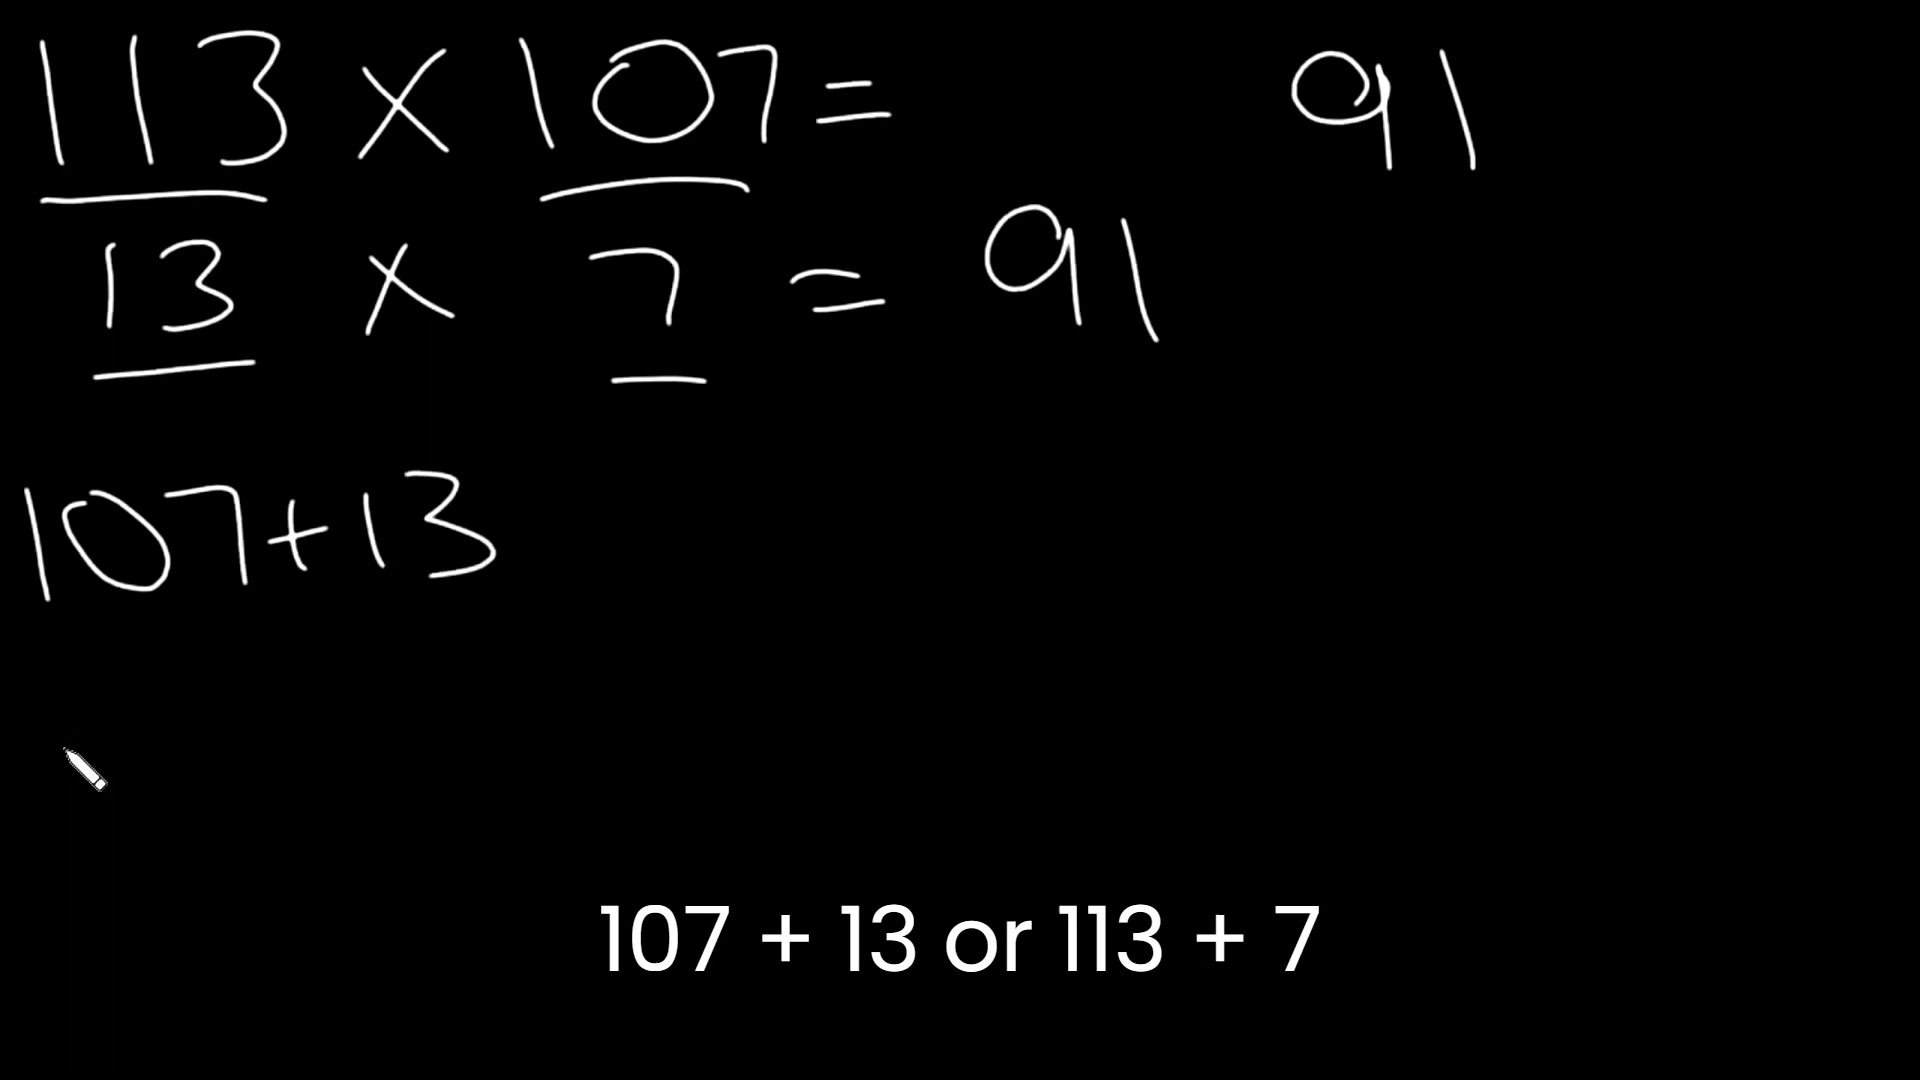 113 × 107 = 91
13 × 7 = 91
107 + 13
107 + 13 or 113 + 7